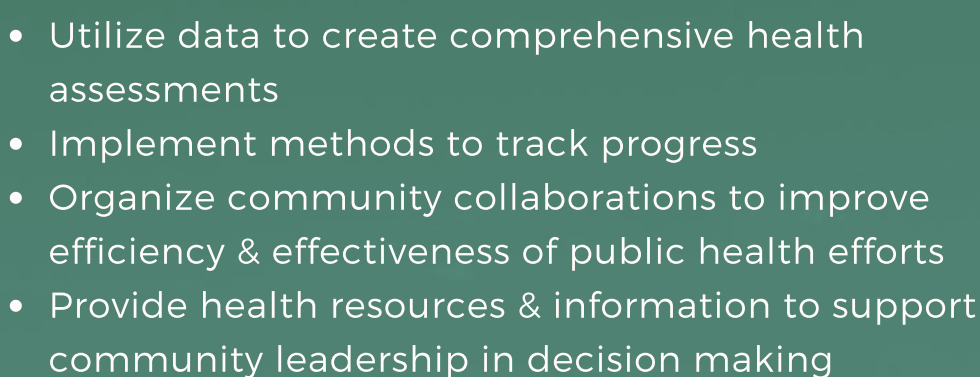 • Utilize data to create comprehensive health
assessments
• Implement methods to track progress
• Organize community collaborations to improve
efficiency & effectiveness of public health efforts
• Provide health resources & information to support
community leadership in decision making